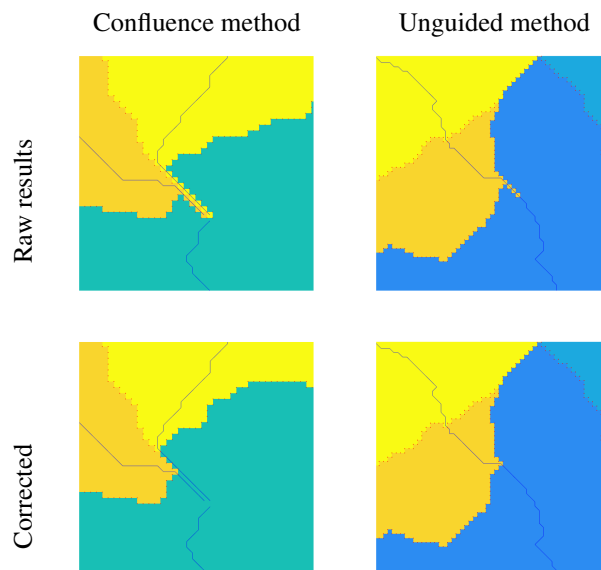 Confluence method
Unguided method
Raw results
Corrected